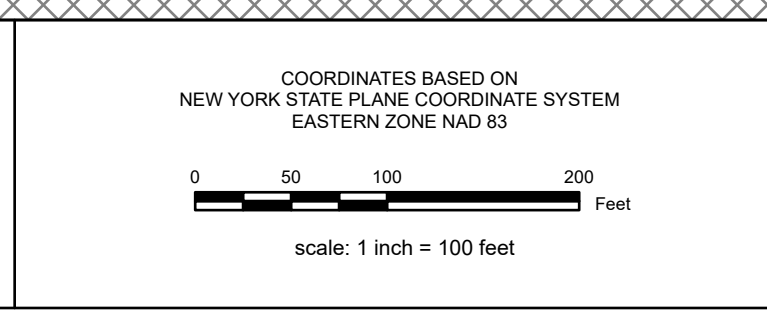 COORDINATES BASED ON
NEW YORK STATE PLANE COORDINATE SYSTEM
EASTERN ZONE NAD 83
0 50 100 200
Feet
scale: 1 inch = 100 feet